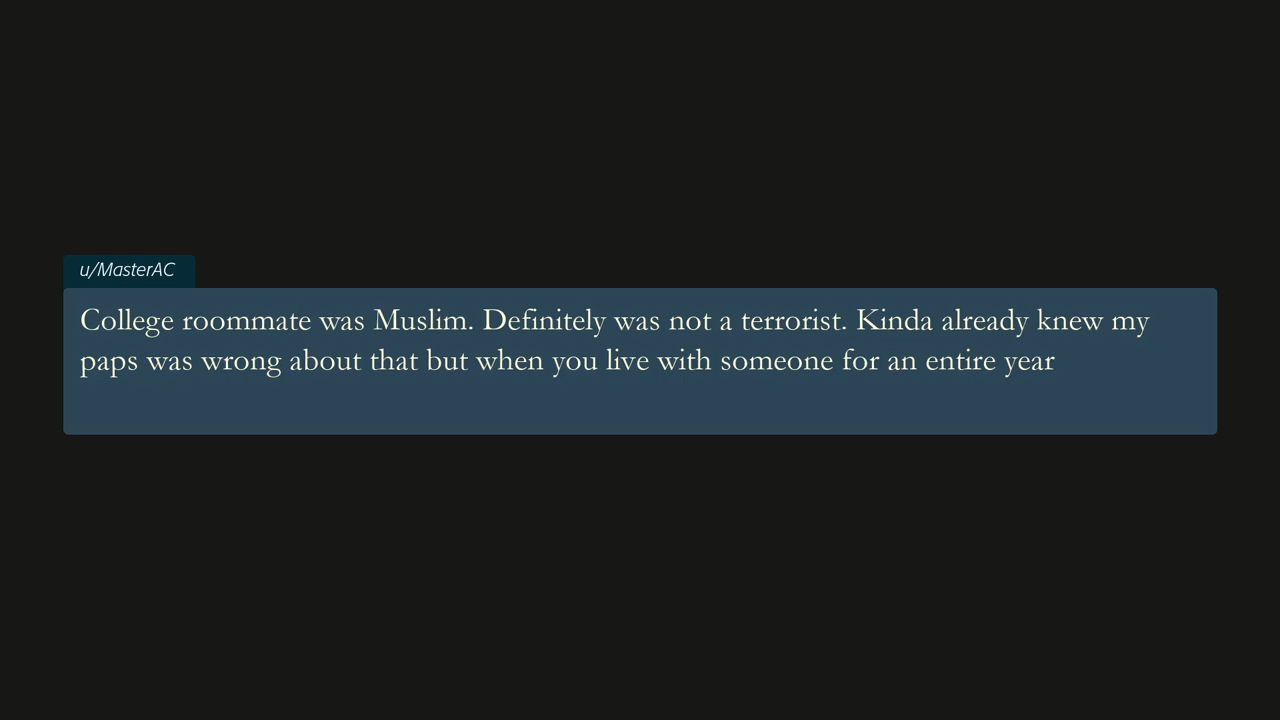 u/MasterAC
College roommate was Muslim. Definitely was not a terrorist. Kinda already knew my
paps was wrong about that but when you live with someone for an entire year